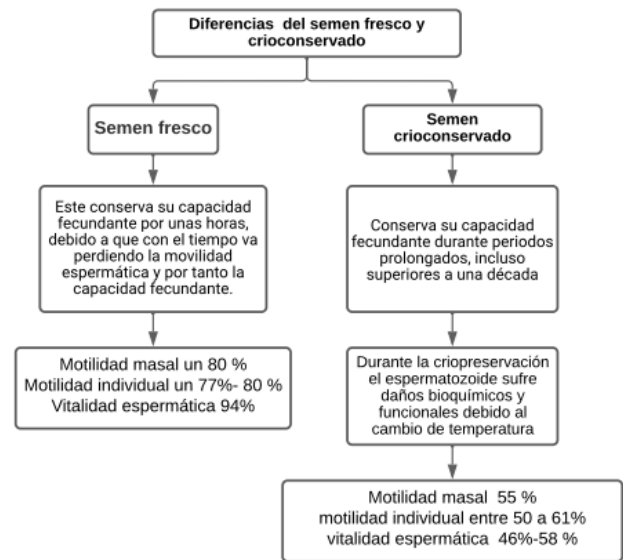 Diferencias del semen fresco y
crioconservado
Semen fresco
Semen
crioconservado
Este conserva su capacidad
fecundante por unas horas,
debido a que con el tiempo va
perdiendo la movilidad
espermática y por tanto la
capacidad fecundante.
Conserva su capacidad
fecundante durante periodos
prolongados, incluso
superiores a una década
Motilidad masal un 80 %
Motilidad individual un 77%- 80 %
Vitalidad espermática 94%
Durante la criopreservación
el espermatozoide sufre
daños bioquímicos y
funcionales debido al
cambio de temperatura
Motilidad masal 55 %
motilidad individual entre 50 a 61%
vitalidad espermática 46%-58 %